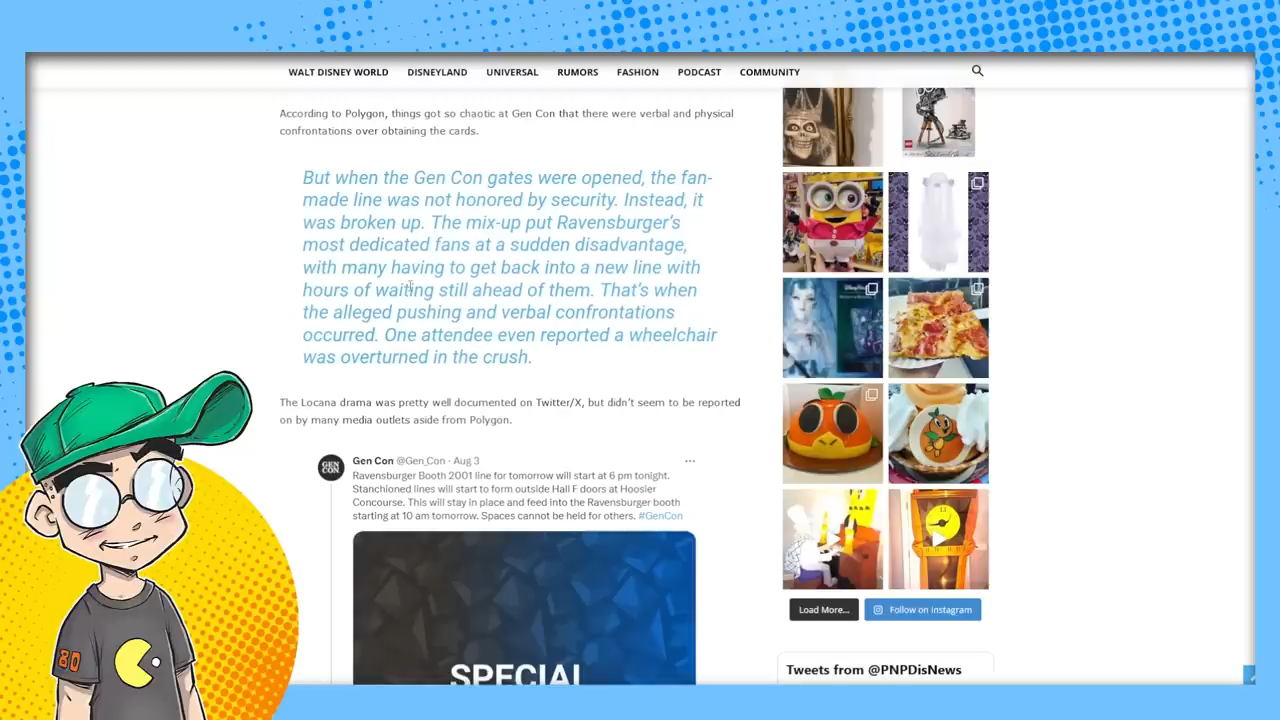 WALT DISNEY WORLD DISNEYLAND UNIVERSAL RUMORS FASHION PODCAST COMMUNITY
According to Polygon, things got so chaotic at Gen Con that there were verbal and physical
confrontations over obtaining the cards.
But when the Gen Con gates were opened, the fan-
made line was not honored by security. Instead, it
was broken up. The mix-up put Ravensburger's
most dedicated fans at a sudden disadvantage,
with many having to get back into a new line with
hours of waiting still ahead of them. That's when
the alleged pushing and verbal confrontations
occurred. One attendee even reported a wheelchair
was overturned in the crush.
The Locana drama was pretty well documented on Twitter/X, but didn't seem to be reported
on by many media outlets aside from Polygon.
GEN
CON
Gen Con @Gen_Con · Aug 3
Ravensburger Booth 2001 line for tomorrow will start at 6 pm tonight.
Stanchioned lines will start to form outside Hall F doors at Hoosier
Concourse. This will stay in place and feed into the Ravensburger booth
starting at 10 am tomorrow. Spaces cannot be held for others. #GenCon
SPECIAL
Load More...
Follow on Instagram
Tweets from @PNPDisNews
80
13